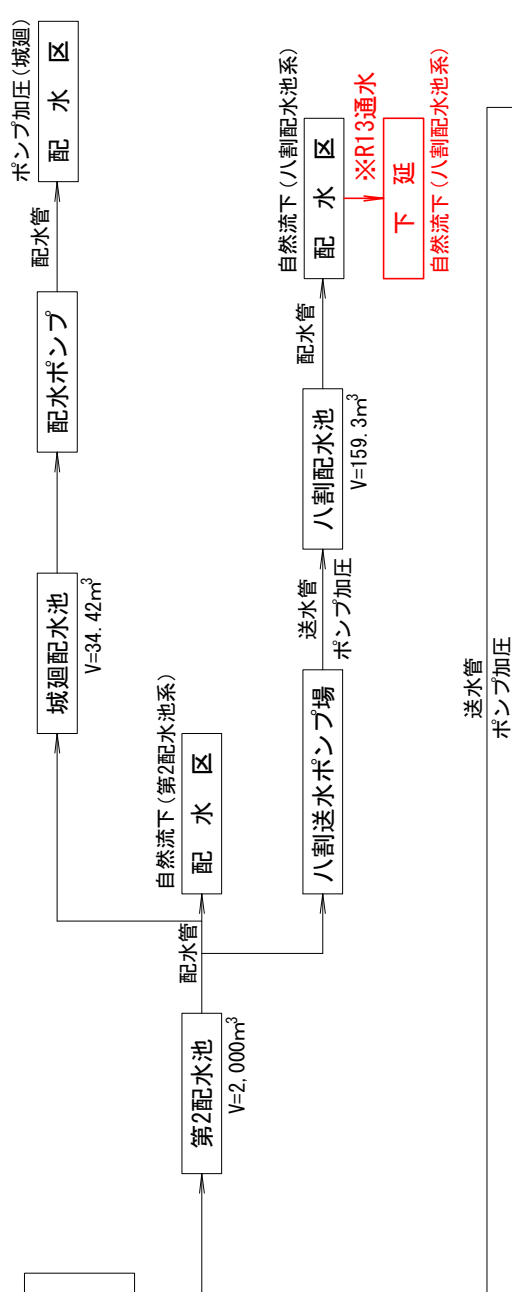 ポンプ加圧(城廻)
配水区
配水管
配水ポンプ
城廻配水池
V=34.42m³
自然流下(第2配水池系)
配水区
配水管
第2配水池
V=2,000m³
自然流下(八割配水池系)
配水区
※R13通水
下延
自然流下(八割配水池系)
配水管
八割配水池
V=159.3m³
送水管
ポンプ加圧
八割送水ポンプ場
送水管
ポンプ加圧